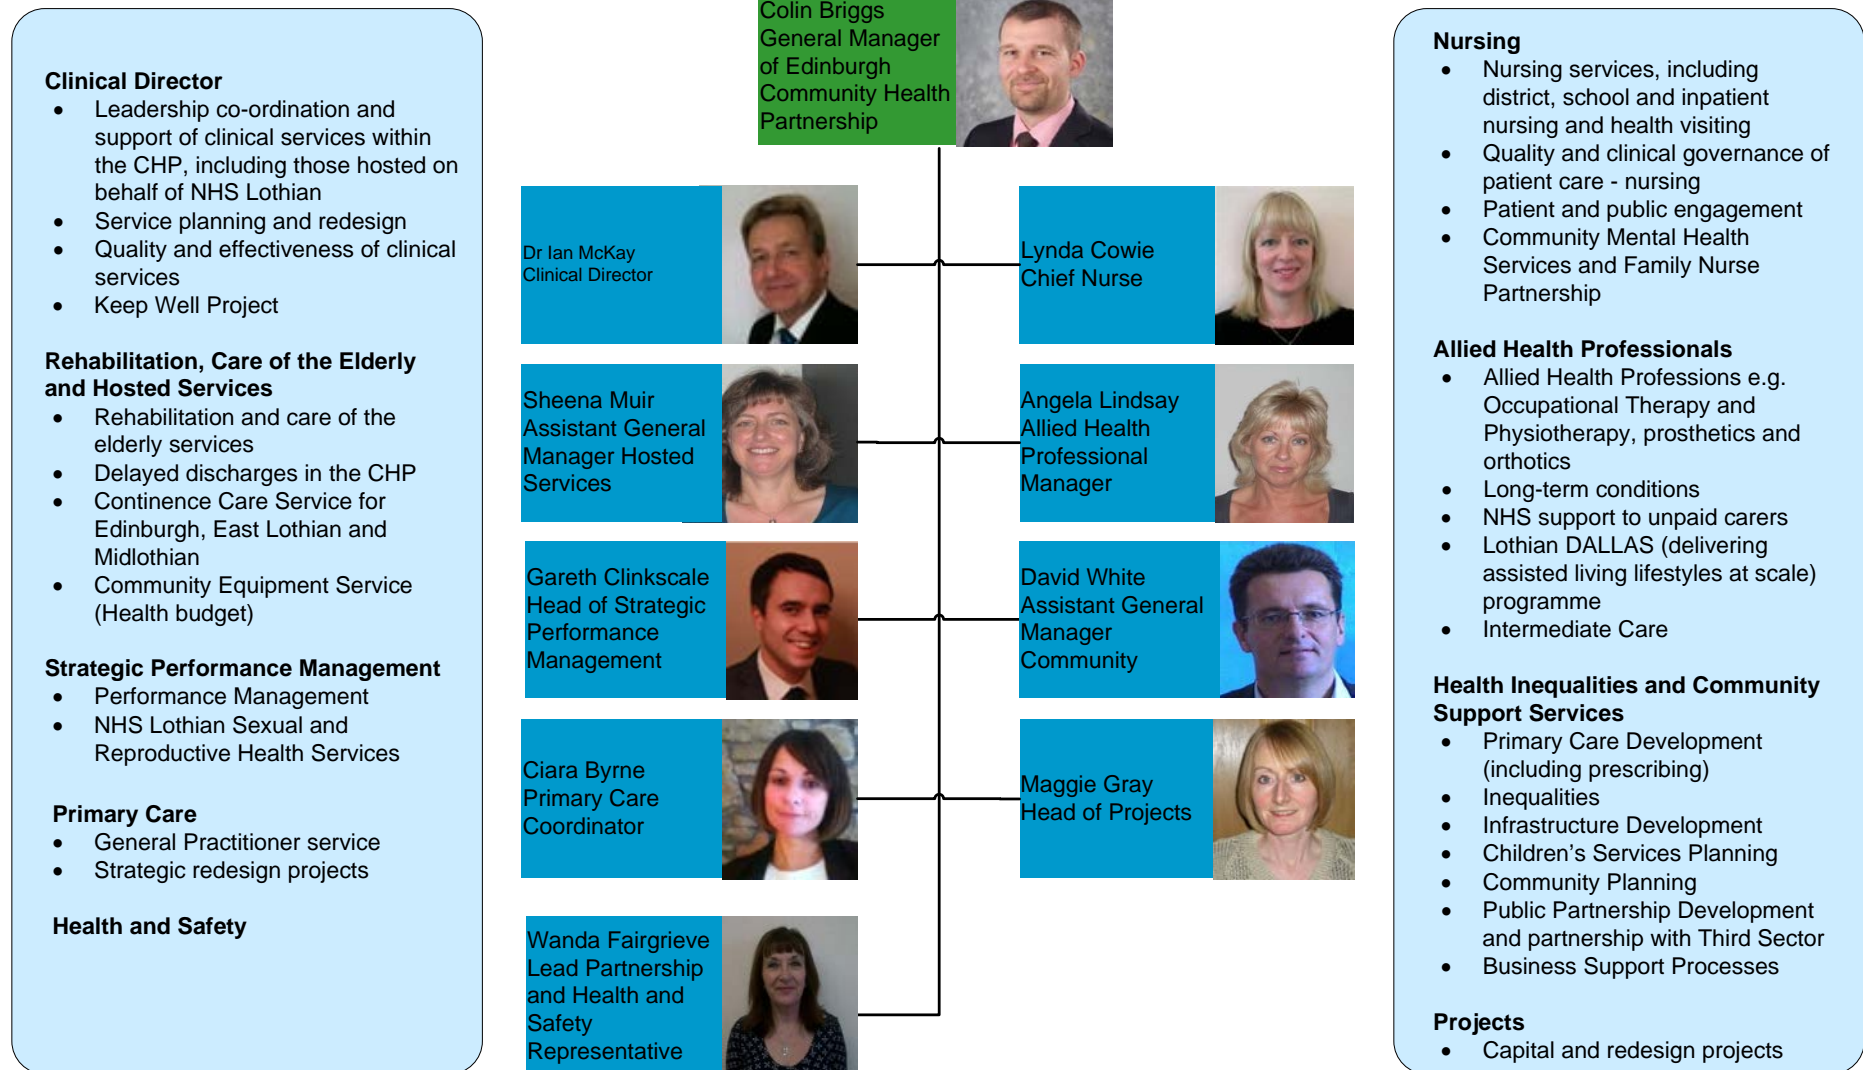 Clinical Director
• Leadership co-ordination and
support of clinical services within
the CHP, including those hosted on
behalf of NHS Lothian
• Service planning and redesign
• Quality and effectiveness of clinical
services
• Keep Well Project
Rehabilitation, Care of the Elderly
and Hosted Services
• Rehabilitation and care of the
elderly services
• Delayed discharges in the CHP
• Continence Care Service for
Edinburgh, East Lothian and
Midlothian
• Community Equipment Service
(Health budget)
Strategic Performance Management
• Performance Management
• NHS Lothian Sexual and
Reproductive Health Services
Primary Care
• General Practitioner service
• Strategic redesign projects
Health and Safety
Colin Briggs
General Manager
of Edinburgh
Community Health
Partnership
Dr Ian McKay
Clinical Director
Lynda Cowie
Chief Nurse
Sheena Muir
Assistant General
Manager Hosted
Services
Angela Lindsay
Allied Health
Professional
Manager
Gareth Clinkscale
Head of Strategic
Performance
Management
David White
Assistant General
Manager
Community
Ciara Byrne
Primary Care
Coordinator
Maggie Gray
Head of Projects
Wanda Fairgrieve
Lead Partnership
and Health and
Safety
Representative
Nursing
• Nursing services, including
district, school and inpatient
nursing and health visiting
• Quality and clinical governance of
patient care - nursing
• Patient and public engagement
• Community Mental Health
Services and Family Nurse
Partnership
Allied Health Professionals
• Allied Health Professions e.g.
Occupational Therapy and
Physiotherapy, prosthetics and
orthotics
• Long-term conditions
• NHS support to unpaid carers
• Lothian DALLAS (delivering
assisted living lifestyles at scale)
programme
• Intermediate Care
Health Inequalities and Community
Support Services
• Primary Care Development
(including prescribing)
• Inequalities
• Infrastructure Development
• Children's Services Planning
• Community Planning
• Public Partnership Development
and partnership with Third Sector
• Business Support Processes
Projects
• Capital and redesign projects